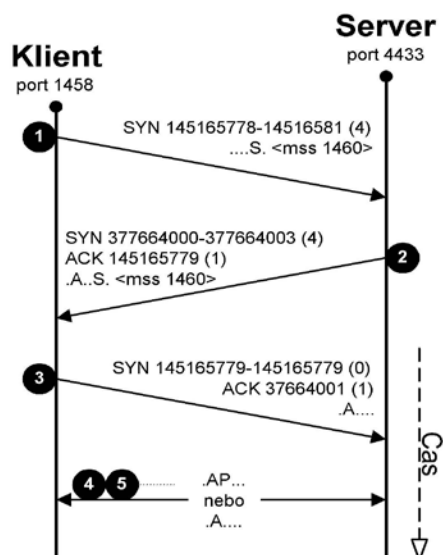 Klient
port 1458
Server
port 4433
1
SYN 145165778-14516581 (4)
....S. <mss 1460>
SYN 377664000-377664003 (4)
ACK 145165779 (1)
.A..S. <mss 1460>
2
3
SYN 145165779-145165779 (0)
ACK 37664001 (1)
.A....
Cas
4 5
.AP...
nebo
.A....